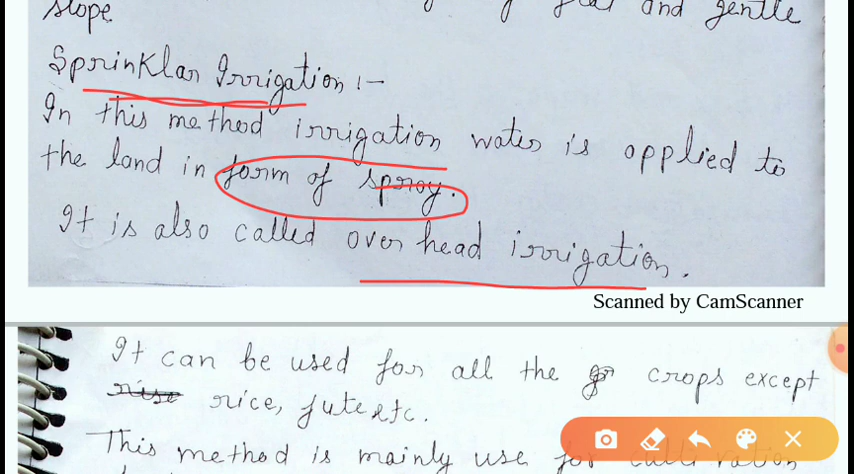 slope
and gentle
Sprinklar Irrigation :-
In this method irrigation water is applied to
the land in form of spray.
It is also called over head irrigation.
Scanned by CamScanner
It can be used for all the crops except
rice, jute etc.
This method is mainly use for